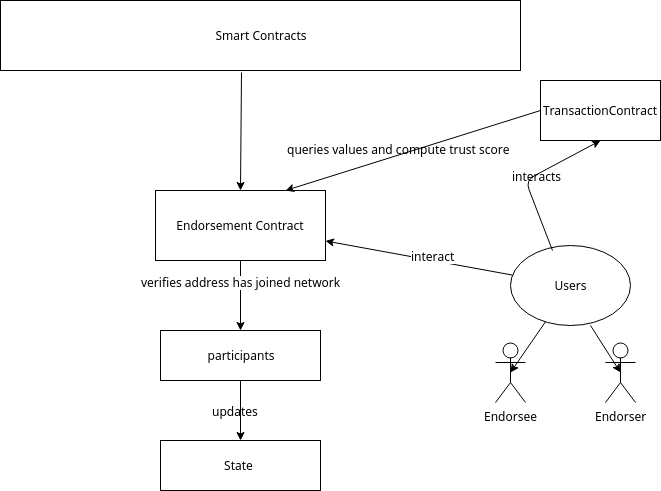 Smart Contracts
TransactionContract
queries values and compute trust score
interacts
Endorsement Contract
interact
verifies address has joined network
Users
participants
Endorsee
Endorser
updates
State